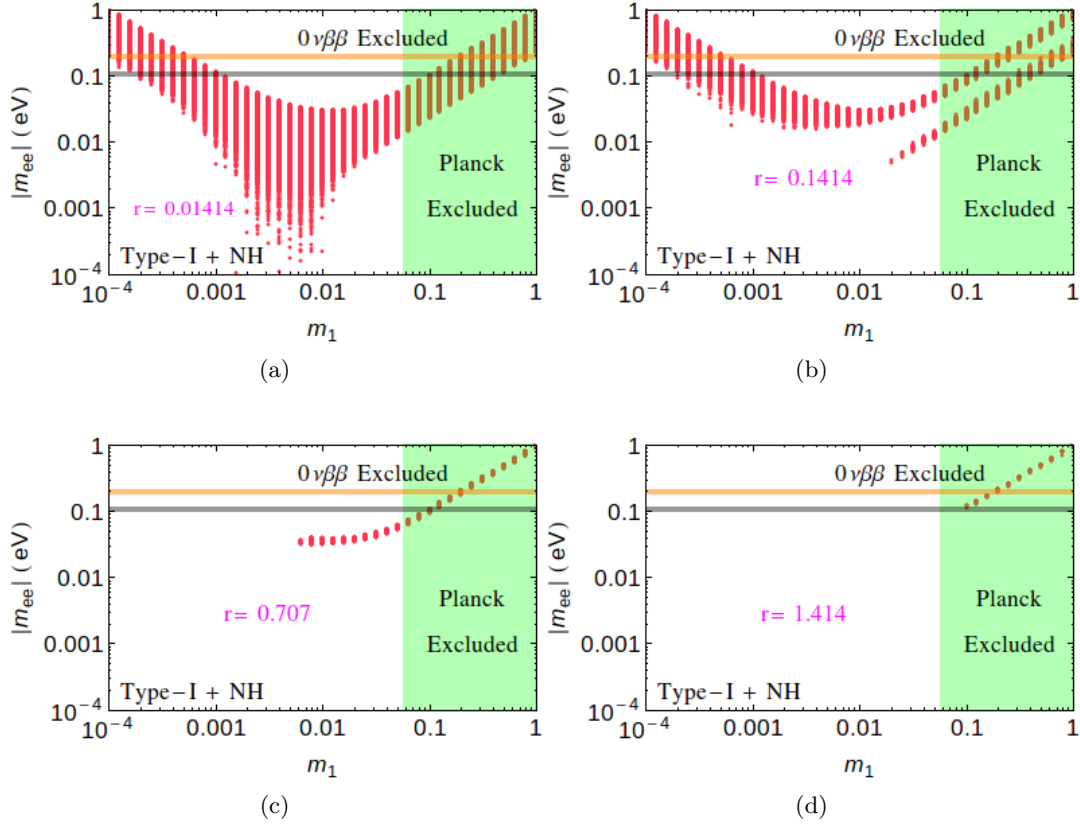 1
0.1
0.01
0.001
10⁻⁴
|m_ee| ( eV )
0νββ Excluded
Planck
Excluded
r= 0.01414
Type−I + NH
10⁻⁴ 0.001 0.01 0.1 1
m₁
(a)
1
0.1
0.01
0.001
10⁻⁴
|m_ee| ( eV )
0νββ Excluded
Planck
r= 0.1414
Excluded
Type−I + NH
10⁻⁴ 0.001 0.01 0.1 1
m₁
(b)
1
0.1
0.01
0.001
10⁻⁴
|m_ee| ( eV )
0νββ Excluded
Planck
r= 0.707
Excluded
Type−I + NH
10⁻⁴ 0.001 0.01 0.1 1
m₁
(c)
1
0.1
0.01
0.001
10⁻⁴
|m_ee| ( eV )
0νββ Excluded
Planck
r= 1.414
Excluded
Type−I + NH
10⁻⁴ 0.001 0.01 0.1 1
m₁
(d)